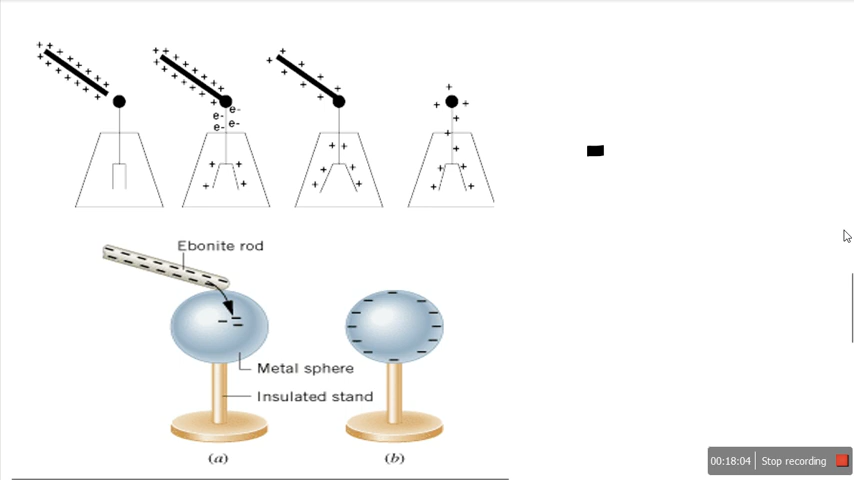 e-
e-
e-
e-
Ebonite rod
Metal sphere
Insulated stand
(a)
(b)
00:18:04 Stop recording